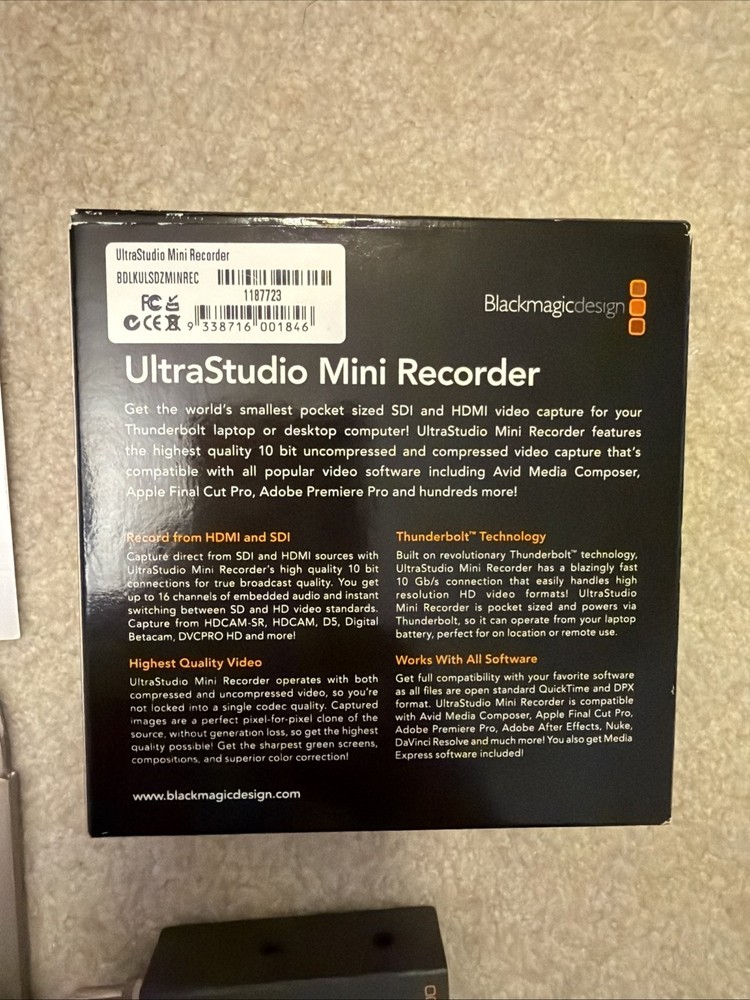 UltraStudio Mini Recorder
BDLKULSDZMINREC
1187723
FC CE
9 338716 001846
Blackmagicdesign
UltraStudio Mini Recorder
Get the world's smallest pocket sized SDI and HDMI video capture for your
Thunderbolt laptop or desktop computer! UltraStudio Mini Recorder features
the highest quality 10 bit uncompressed and compressed video capture that's
compatible with all popular video software including Avid Media Composer,
Apple Final Cut Pro, Adobe Premiere Pro and hundreds more!
Record from HDMI and SDI
Capture direct from SDI and HDMI sources with
UltraStudio Mini Recorder's high quality 10 bit
connections for true broadcast quality. You get
up to 16 channels of embedded audio and instant
switching between SD and HD video standards.
Capture from HDCAM-SR, HDCAM, D5, Digital
Betacam, DVCPRO HD and more!
Highest Quality Video
UltraStudio Mini Recorder operates with both
compressed and uncompressed video, so you're
not locked into a single codec quality. Captured
images are a perfect pixel-for-pixel clone of the
source, without generation loss, so get the highest
quality possible! Get the sharpest green screens,
compositions, and superior color correction!
Thunderbolt™ Technology
Built on revolutionary Thunderbolt™ technology,
UltraStudio Mini Recorder has a blazingly fast
10 Gb/s connection that easily handles high
resolution HD video formats! UltraStudio
Mini Recorder is pocket sized and powers via
Thunderbolt, so it can operate from your laptop
battery, perfect for on location or remote use.
Works With All Software
Get full compatibility with your favorite software
as all files are open standard QuickTime and DPX
format. UltraStudio Mini Recorder is compatible
with Avid Media Composer, Apple Final Cut Pro,
Adobe Premiere Pro, Adobe After Effects, Nuke,
DaVinci Resolve and much more! You also get Media
Express software included!
www.blackmagicdesign.com